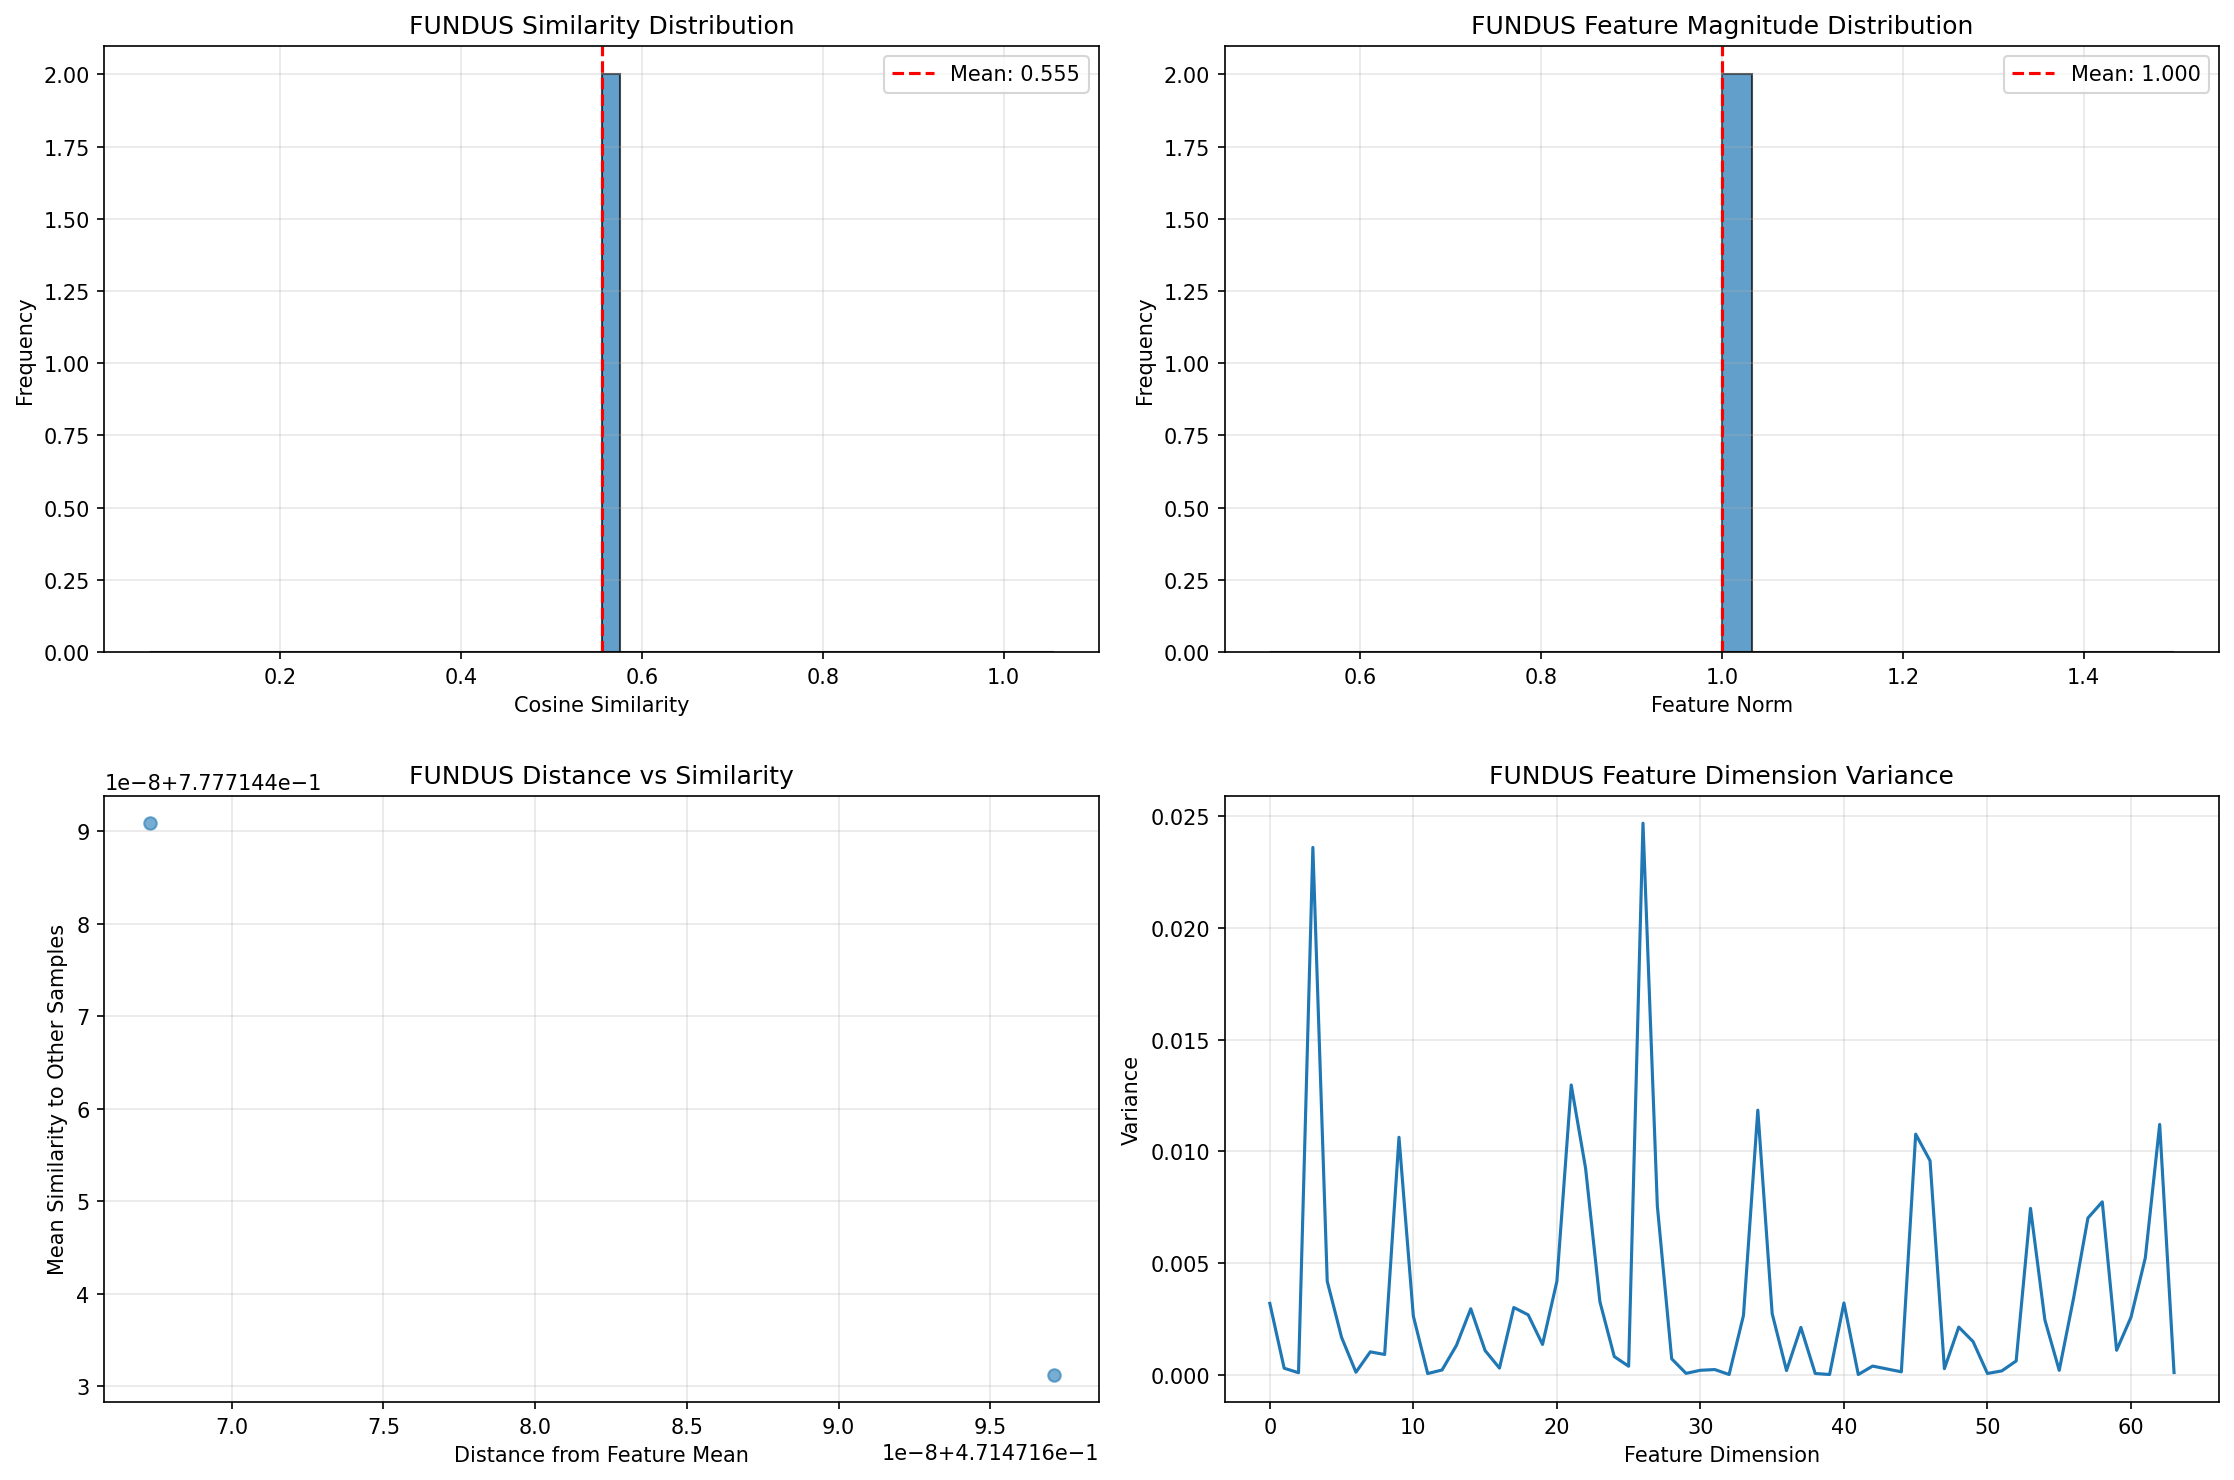 FUNDUS Similarity Distribution
Mean: 0.555
Frequency
2.00
1.75
1.50
1.25
1.00
0.75
0.50
0.25
0.00
0.2 0.4 0.6 0.8 1.0
Cosine Similarity
FUNDUS Feature Magnitude Distribution
Mean: 1.000
Frequency
2.00
1.75
1.50
1.25
1.00
0.75
0.50
0.25
0.00
0.6 0.8 1.0 1.2 1.4
Feature Norm
FUNDUS Distance vs Similarity
1e−8+7.777144e−1
Mean Similarity to Other Samples
9
8
7
6
5
4
3
7.0 7.5 8.0 8.5 9.0 9.5
1e−8+4.714716e−1
Distance from Feature Mean
FUNDUS Feature Dimension Variance
Variance
0.025
0.020
0.015
0.010
0.005
0.000
0 10 20 30 40 50 60
Feature Dimension